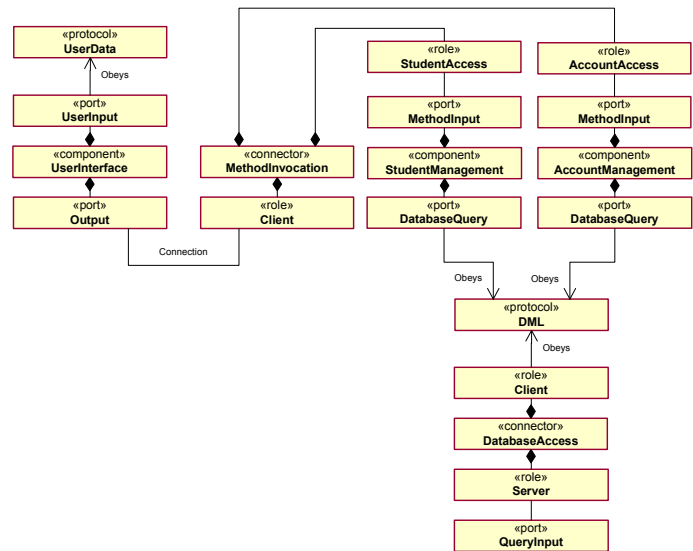 «protocol»
UserData
Obeys
«port»
UserInput
«component»
UserInterface
«port»
Output
Connection
«connector»
MethodInvocation
«role»
Client
«role»
StudentAccess
«port»
MethodInput
«component»
StudentManagement
«port»
DatabaseQuery
Obeys
«role»
AccountAccess
«port»
MethodInput
«component»
AccountManagement
«port»
DatabaseQuery
Obeys
«protocol»
DML
Obeys
«role»
Client
«connector»
DatabaseAccess
«role»
Server
«port»
QueryInput